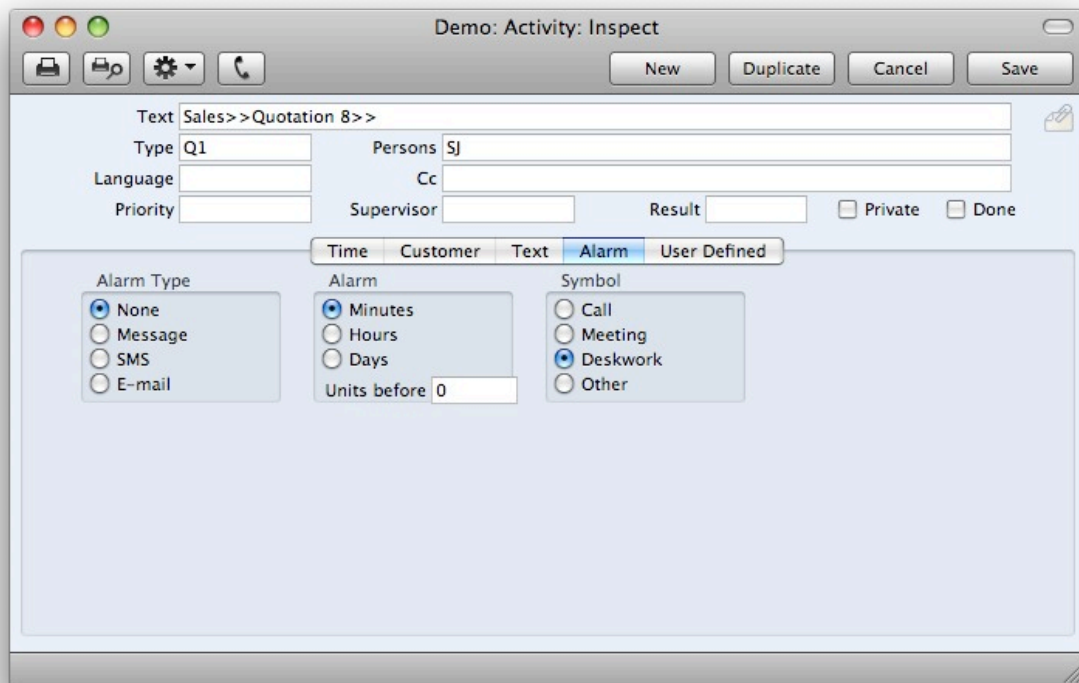 Demo: Activity: Inspect
New Duplicate Cancel Save
Text Sales>>Quotation 8>>
Type Q1 Persons SJ
Language Cc
Priority Supervisor Result Private Done
Time Customer Text Alarm User Defined
Alarm Type Alarm Symbol
None Minutes Call
Message Hours Meeting
SMS Days Deskwork
E-mail Units before 0 Other